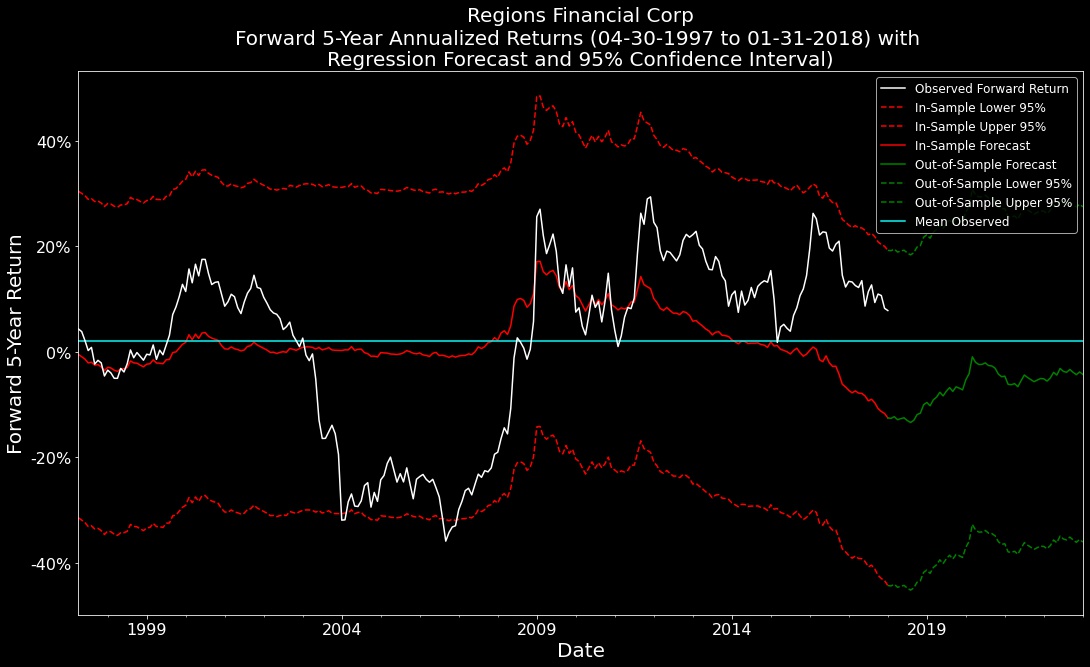 Regions Financial Corp
Forward 5-Year Annualized Returns (04-30-1997 to 01-31-2018) with
Regression Forecast and 95% Confidence Interval)
Observed Forward Return
In-Sample Lower 95%
In-Sample Upper 95%
In-Sample Forecast
Out-of-Sample Forecast
Out-of-Sample Lower 95%
Out-of-Sample Upper 95%
Mean Observed
Forward 5-Year Return
40%
20%
0%
-20%
-40%
1999 2004 2009 2014 2019
Date